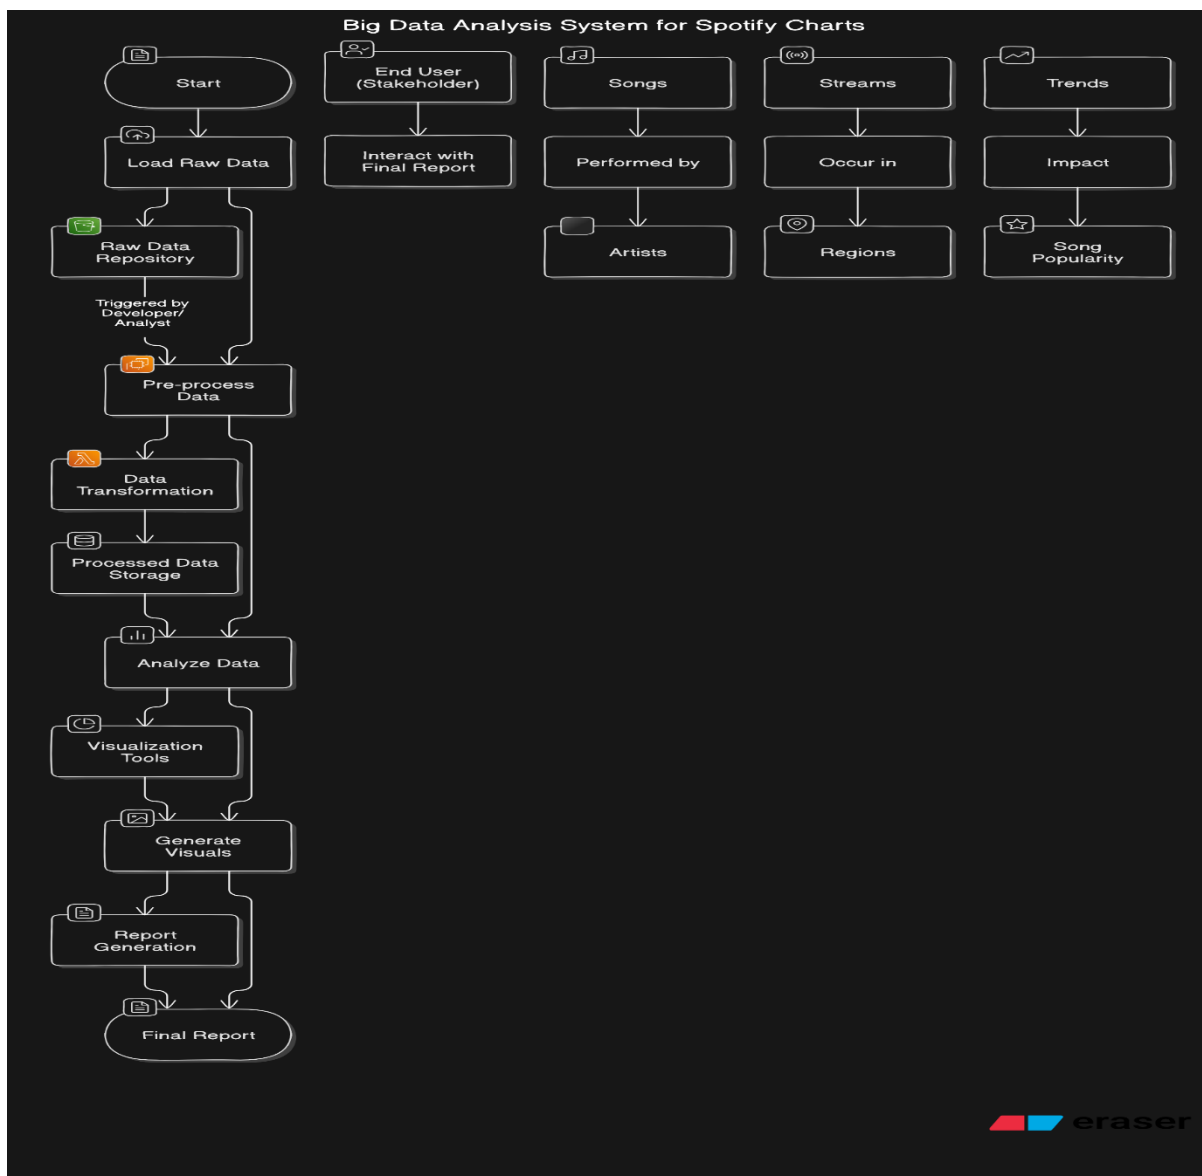 Big Data Analysis System for Spotify Charts
Start
Load Raw Data
Raw Data
Repository
Triggered by
Developer/
Analyst
Pre-process
Data
Data
Transformation
Processed Data
Storage
Analyze Data
Visualization
Tools
Generate
Visuals
Report
Generation
Final Report
End User
(Stakeholder)
Interact with
Final Report
Songs
Performed by
Artists
Streams
Occur in
Regions
Trends
Impact
Song
Popularity
eraser